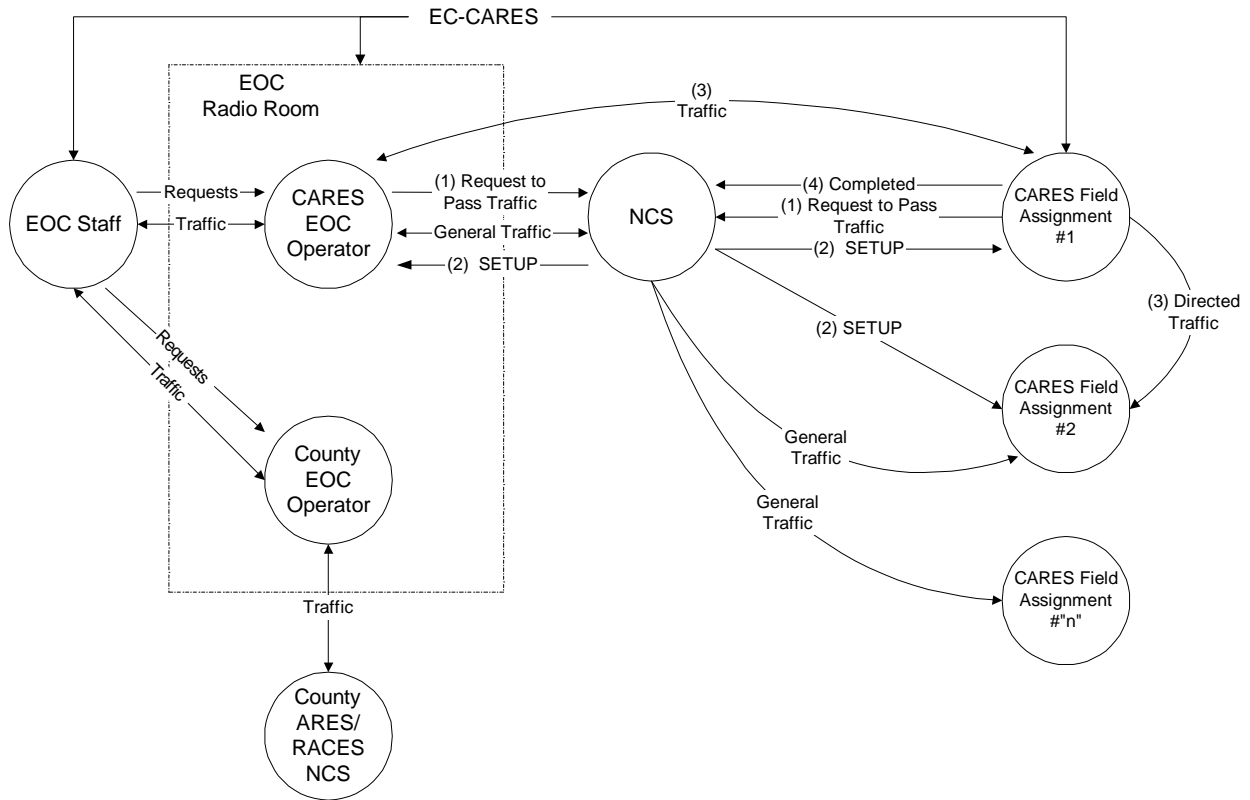 EC-CARES
EOC
Radio Room
(3)
Traffic
EOC Staff
Requests
Traffic
CARES
EOC
Operator
(1) Request to
Pass Traffic
General Traffic
(2) SETUP
NCS
(4) Completed
(1) Request to Pass
Traffic
(2) SETUP
CARES Field
Assignment
#1
(3) Directed
Traffic
(2) SETUP
CARES Field
Assignment
#2
Requests
Traffic
General
Traffic
County
EOC
Operator
General
Traffic
CARES Field
Assignment
#"n"
Traffic
County
ARES/
RACES
NCS